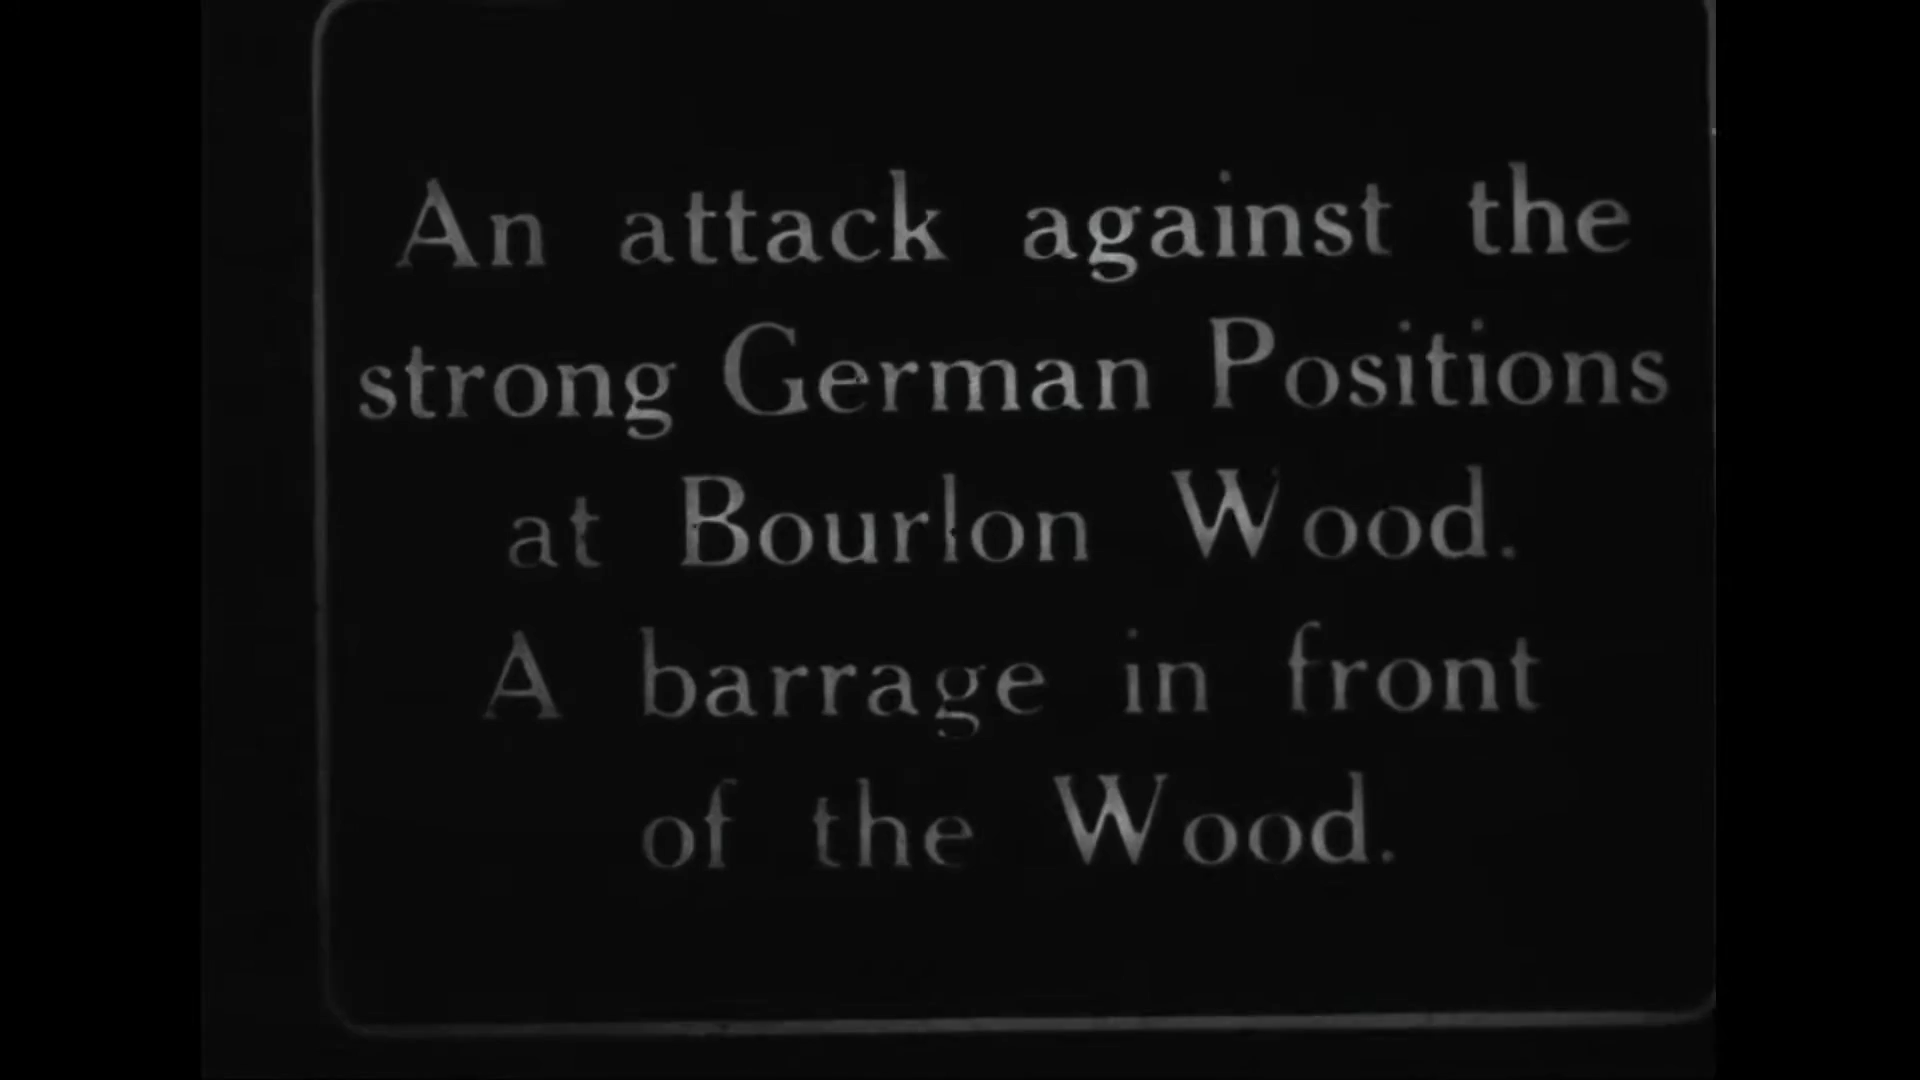 An attack against the
strong German Positions
at Bourlon Wood.
A barrage in front
of the Wood.